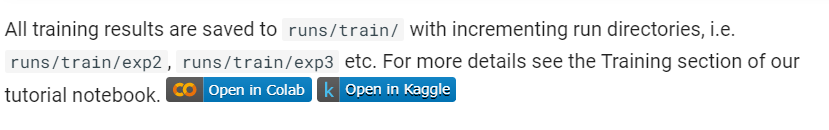 All training results are saved to runs/train/ with incrementing run directories, i.e.
runs/train/exp2, runs/train/exp3 etc. For more details see the Training section of our
tutorial notebook. CO Open in Colab k Open in Kaggle